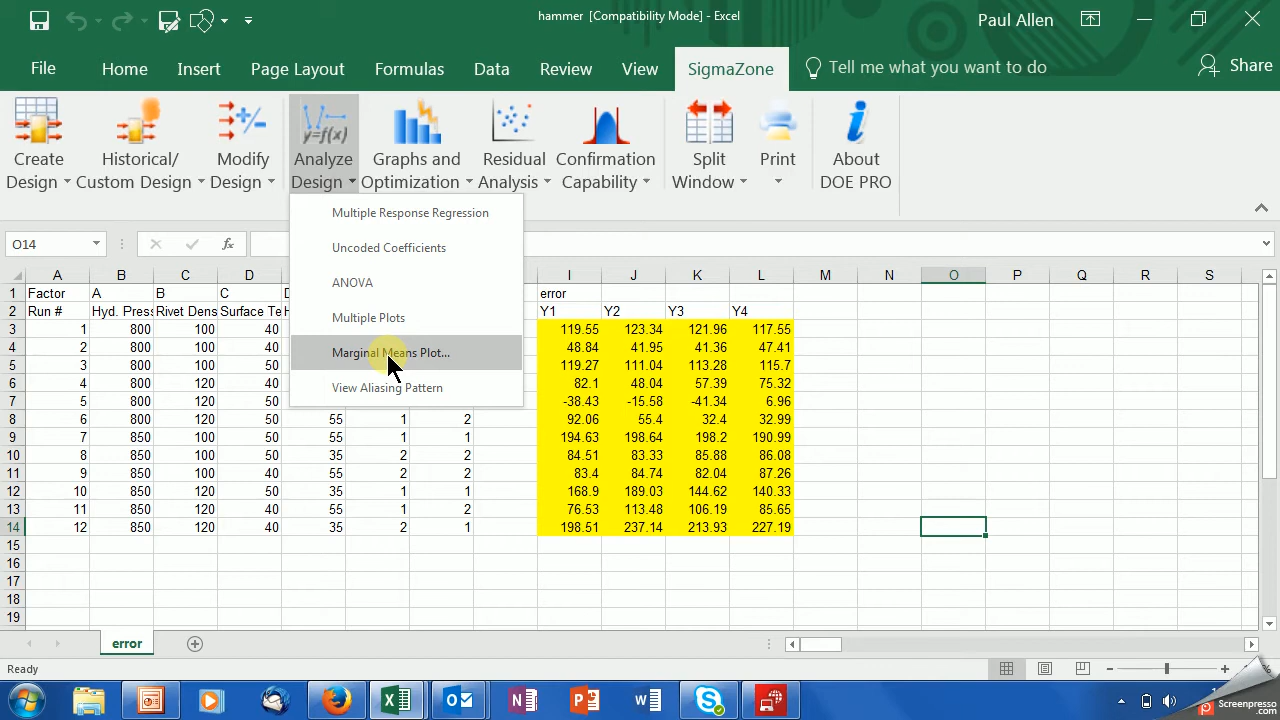 hammer [Compatibility Mode] - Excel
Paul Allen
File Home Insert Page Layout Formulas Data Review View SigmaZone Tell me what you want to do Share
Create Design
Historical/ Custom Design
Modify Design
Analyze Design
y=f(x)
Graphs and Optimization
Residual Analysis
Confirmation Capability
Split Window
Print
About DOE PRO
Multiple Response Regression
Uncoded Coefficients
ANOVA
Multiple Plots
Marginal Means Plot...
View Aliasing Pattern
O14 fx
A B C D I J K L M N O P Q R S
1 Factor A B C error
2 Run # Hyd. Press Rivet Dens Surface Te Y1 Y2 Y3 Y4
3 1 800 100 40 119.55 123.34 121.96 117.55
4 2 800 100 40 48.84 41.95 41.36 47.41
5 3 800 100 50 119.27 111.04 113.28 115.7
6 4 800 120 50 82.1 48.04 57.39 75.32
7 5 800 120 40 -38.43 -15.58 -41.34 6.96
8 6 800 120 50 55 1 2 92.06 55.4 32.4 32.99
9 7 850 100 50 55 1 1 194.63 198.64 198.2 190.99
10 8 850 100 50 35 2 2 84.51 83.33 85.88 86.08
11 9 850 100 40 55 2 2 83.4 84.74 82.04 87.26
12 10 850 120 50 35 1 1 168.9 189.03 144.62 140.33
13 11 850 120 40 55 1 2 76.53 113.48 106.19 85.65
14 12 850 120 40 35 2 1 198.51 237.14 213.93 227.19
15
16
17
18
19
error
Ready
Screenpresso
.com